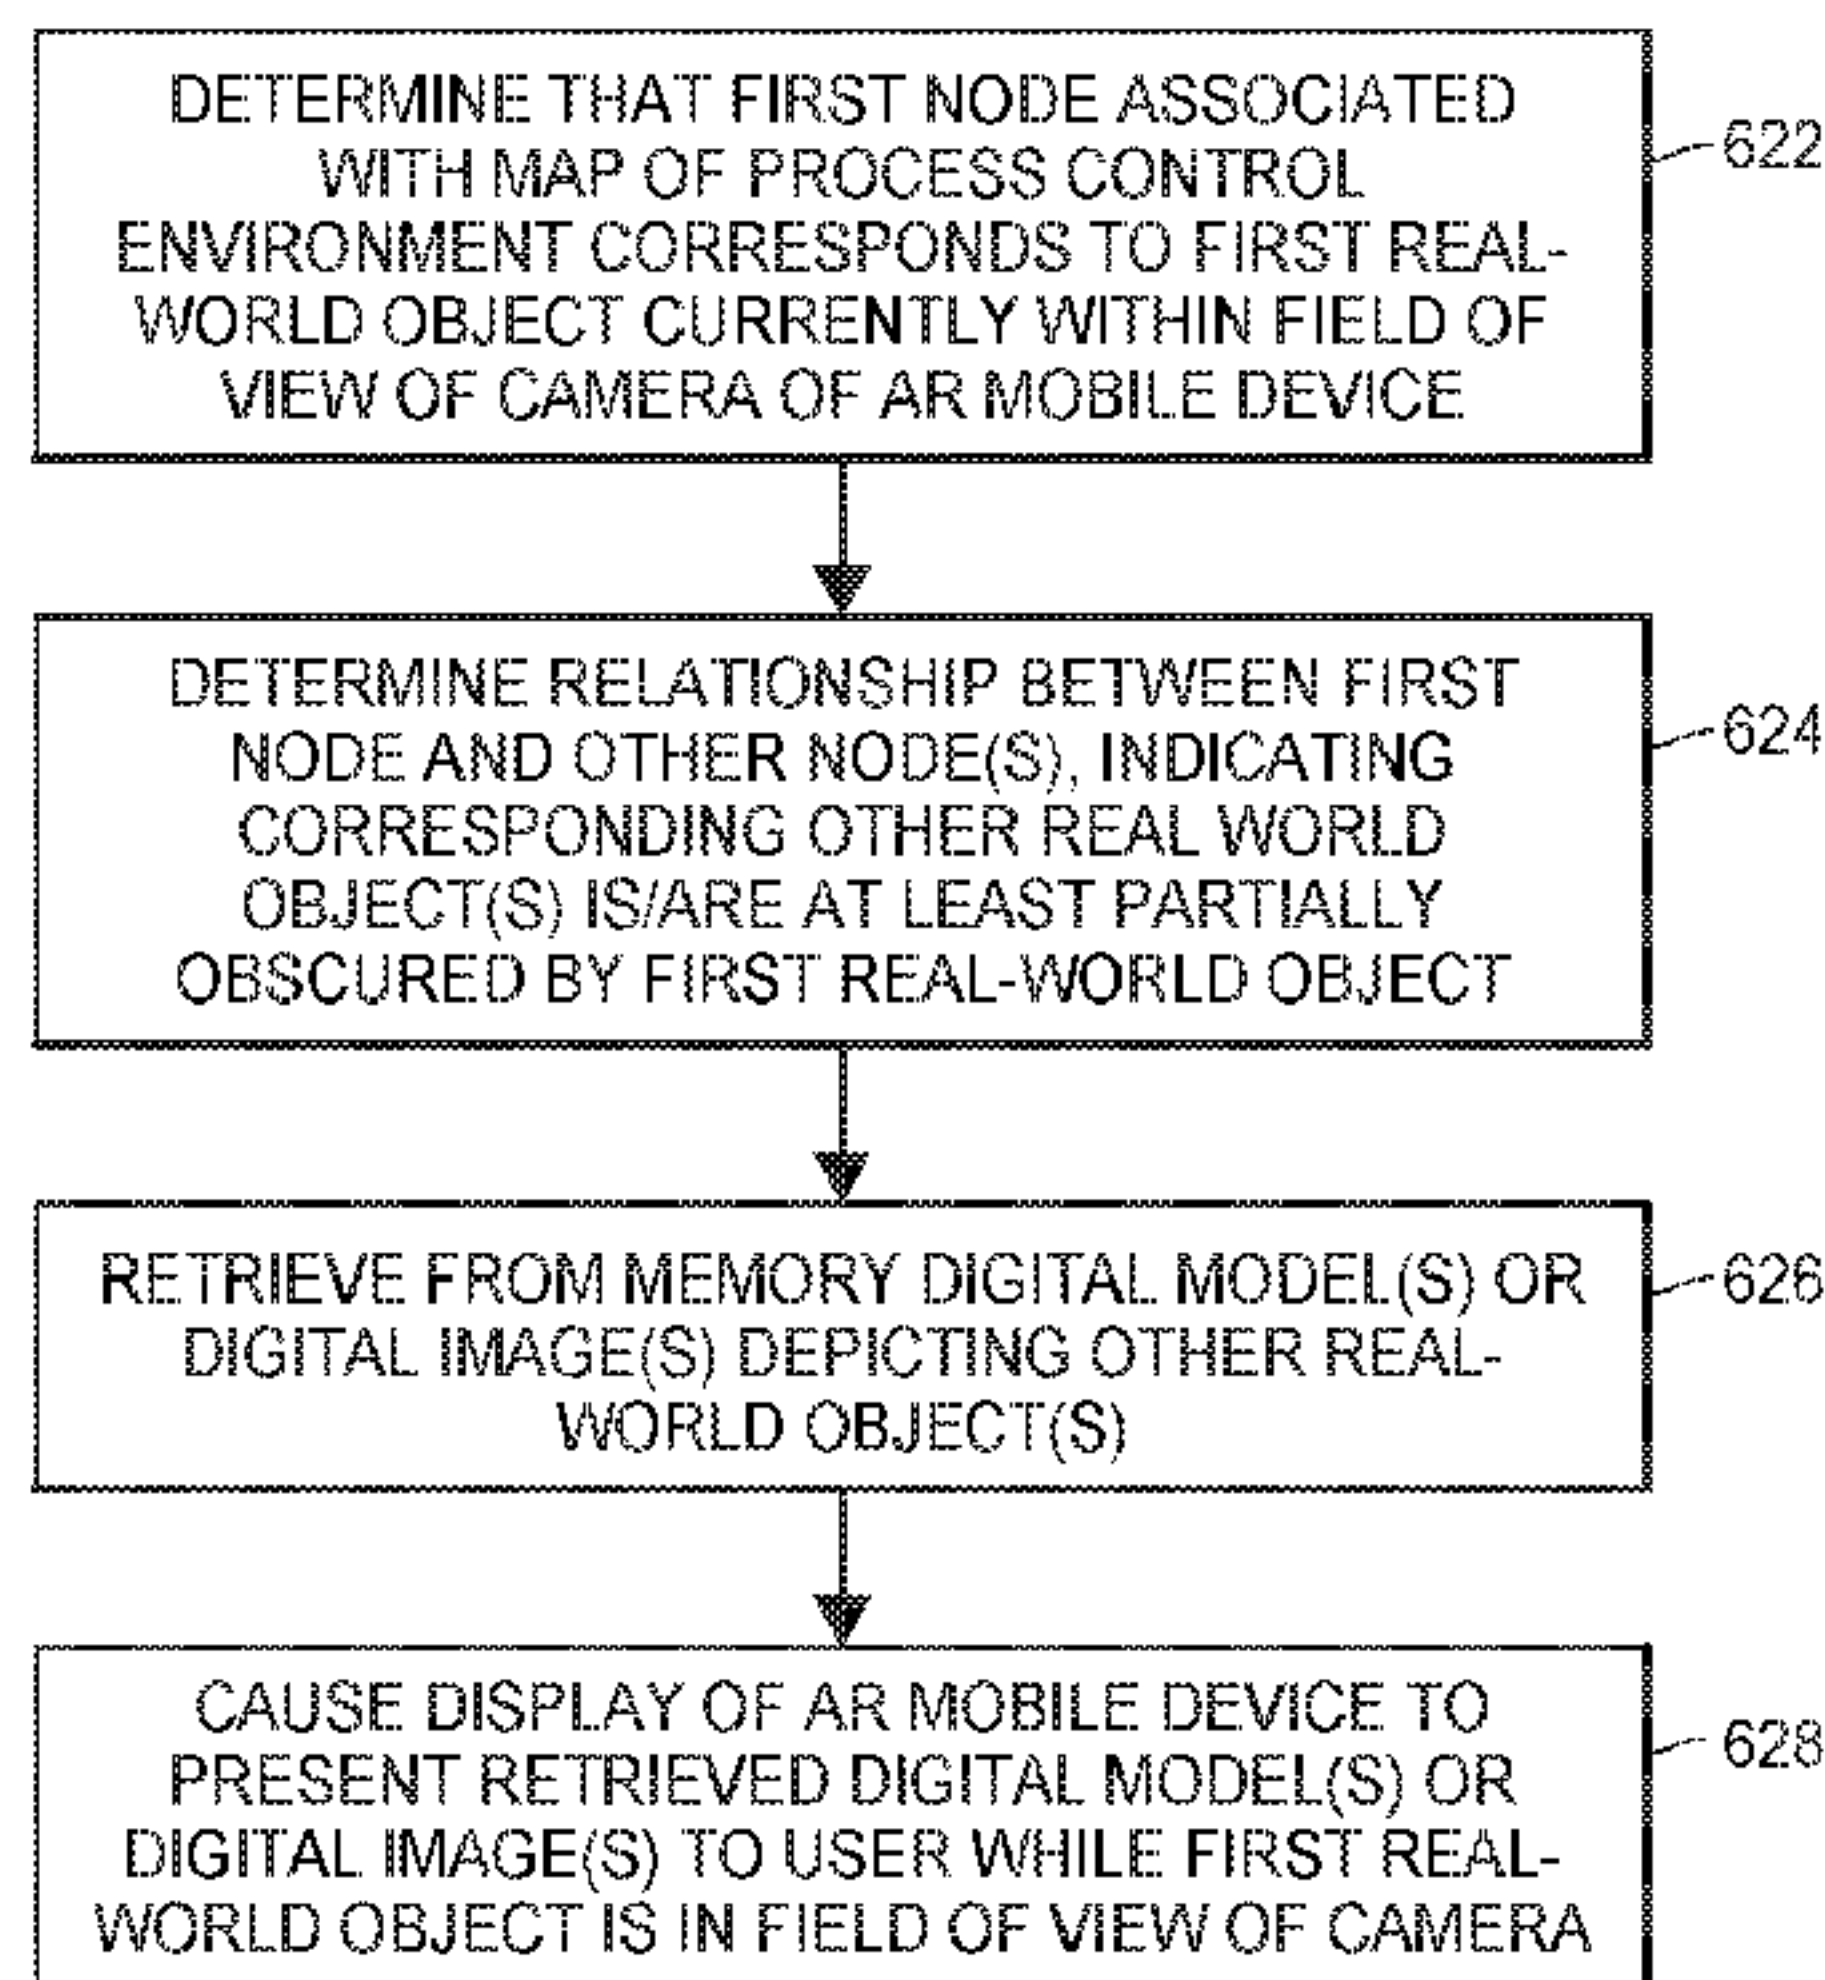 DETERMINE THAT FIRST NODE ASSOCIATED
WITH MAP OF PROCESS CONTROL
ENVIRONMENT CORRESPONDS TO FIRST REAL-
WORLD OBJECT CURRENTLY WITHIN FIELD OF
VIEW OF CAMERA OF AR MOBILE DEVICE
622
DETERMINE RELATIONSHIP BETWEEN FIRST
NODE AND OTHER NODE(S), INDICATING
CORRESPONDING OTHER REAL WORLD
OBJECT(S) IS/ARE AT LEAST PARTIALLY
OBSCURED BY FIRST REAL-WORLD OBJECT
624
RETRIEVE FROM MEMORY DIGITAL MODEL(S) OR
DIGITAL IMAGE(S) DEPICTING OTHER REAL-
WORLD OBJECT(S)
626
CAUSE DISPLAY OF AR MOBILE DEVICE TO
PRESENT RETRIEVED DIGITAL MODEL(S) OR
DIGITAL IMAGE(S) TO USER WHILE FIRST REAL-
WORLD OBJECT IS IN FIELD OF VIEW OF CAMERA
628